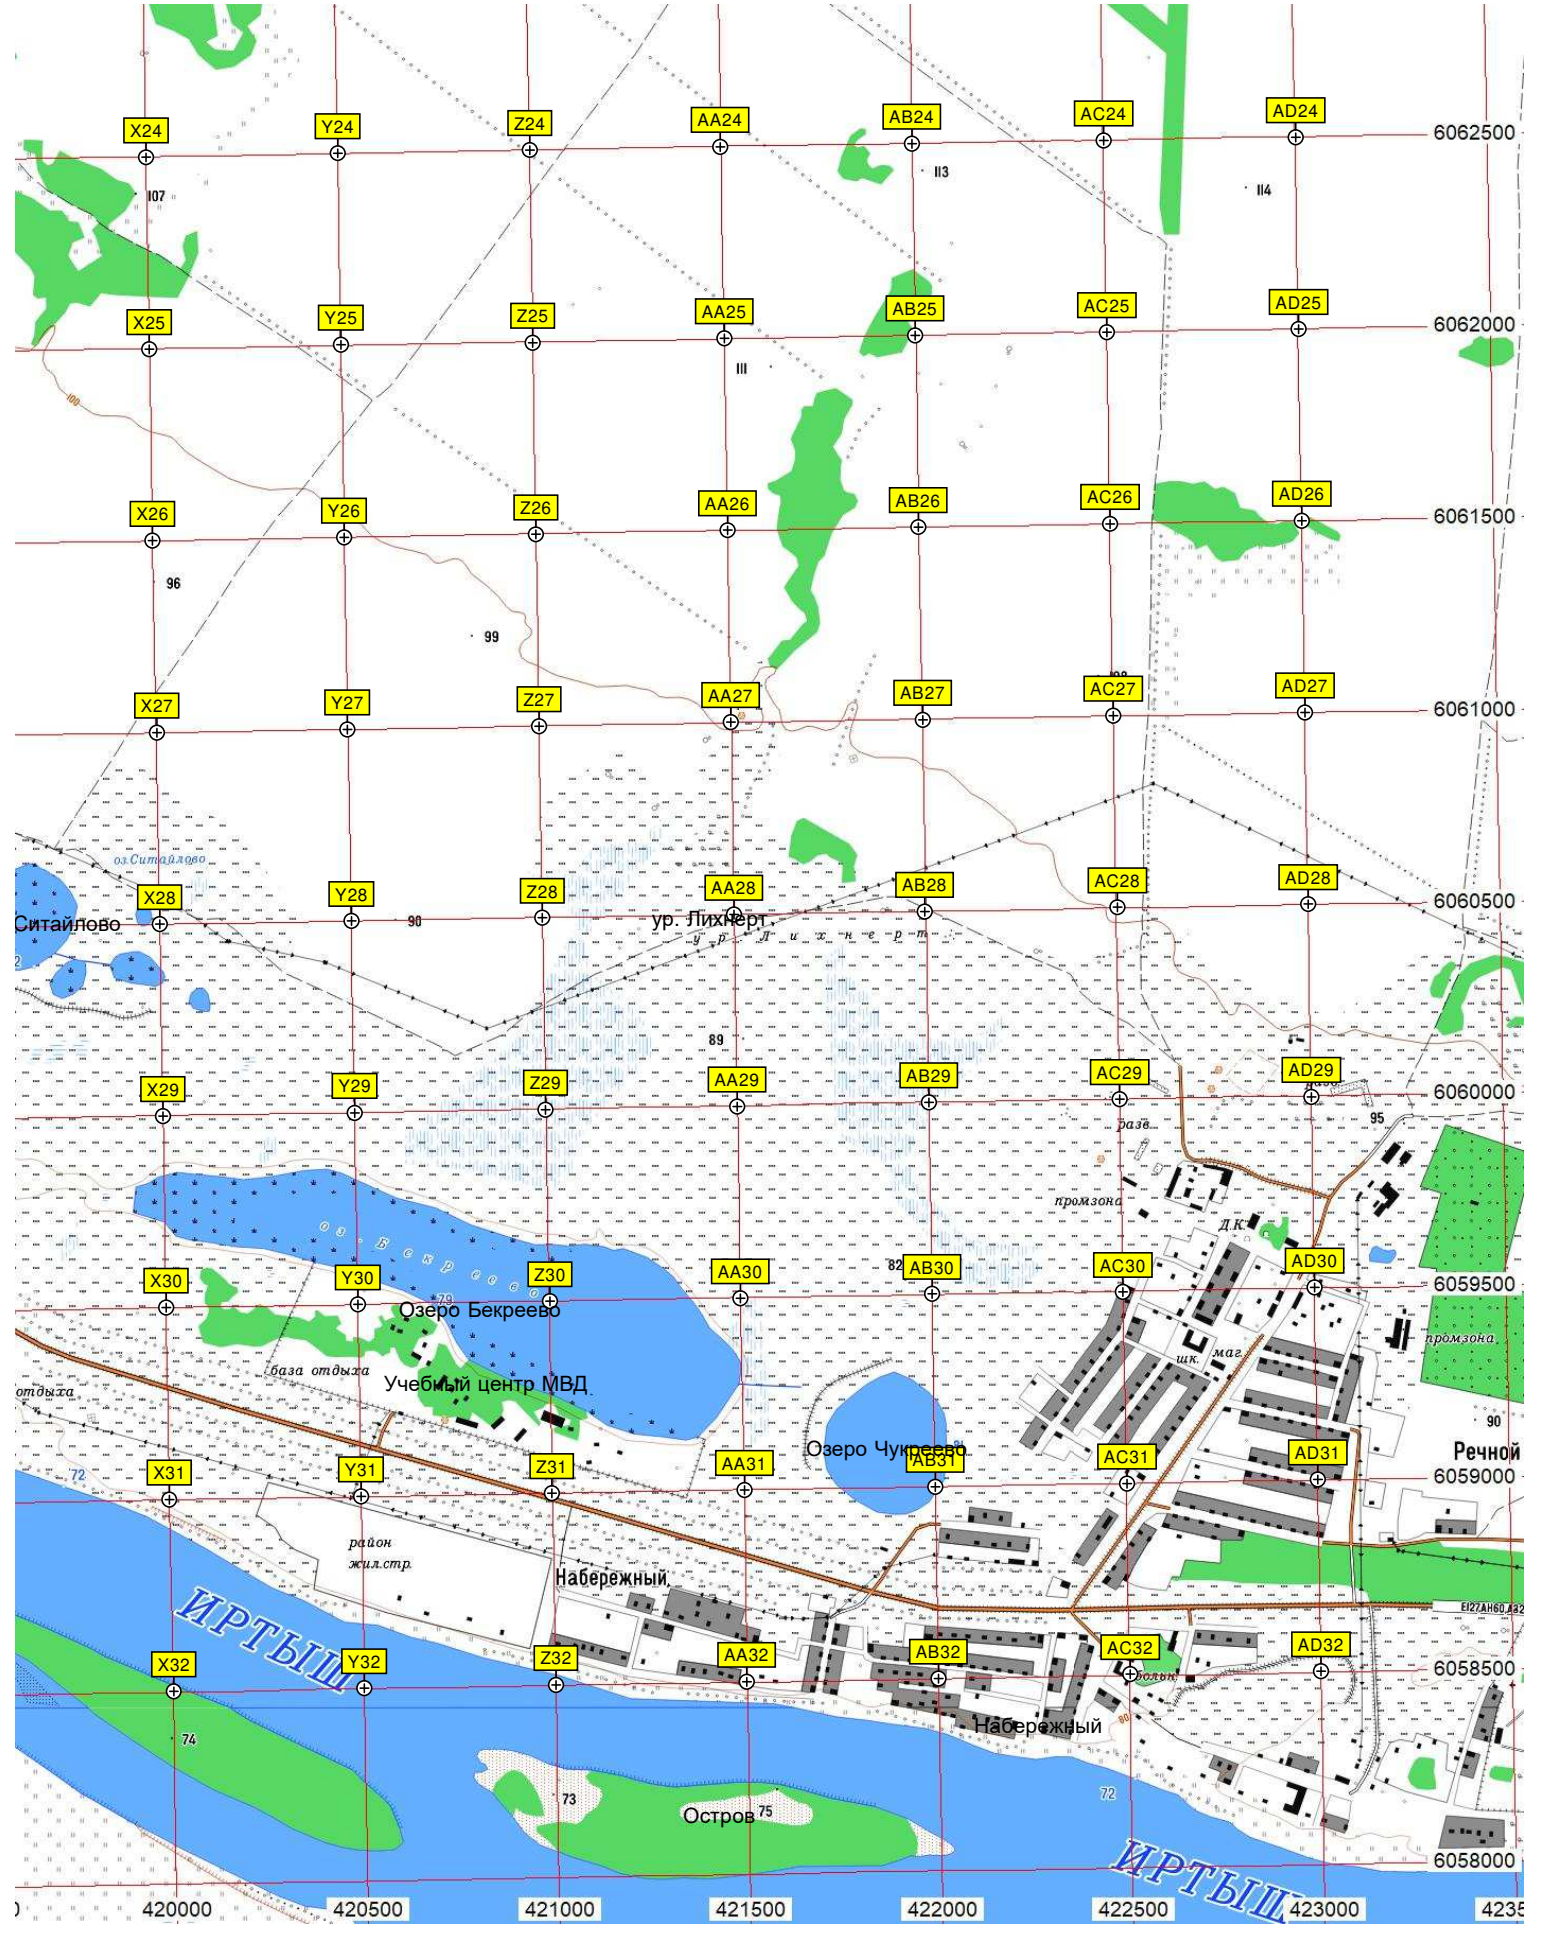 X24 Y24 Z24 AA24 AB24 AC24 AD24 6062500
107 113 114
X25 Y25 Z25 AA25 AB25 AC25 AD25 6062000
111
100
X26 Y26 Z26 AA26 AB26 AC26 AD26 6061500
96
99
X27 Y27 Z27 AA27 AB27 AC27 AD27 6061000
оз.Ситайлово
X28 Y28 Z28 AA28 AB28 AC28 AD28 6060500
Ситайлово 90 ур. Лихнерт
ур. Лихнерт
89
X29 Y29 Z29 AA29 AB29 AC29 AD29 6060000
95
разв.
промзона
Д.К.
оз. Бекреево
82
X30 Y30 Z30 AA30 AB30 AC30 AD30 6059500
79
Озеро Бекреево
промзона
шк. маг.
база отдыха
отдыха
Учебный центр МВД
90
Озеро Чукреево
Речной
X31 Y31 Z31 AA31 AB31 AC31 AD31 6059000
72
район
жил.стр.
Набережный
ИРТЫШ
X32 Y32 Z32 AA32 AB32 AC32 AD32 6058500
больн.
Набережный
80
74
72
73
Остров 75
ИРТЫШ
6058000
420000 420500 421000 421500 422000 422500 423000 4235